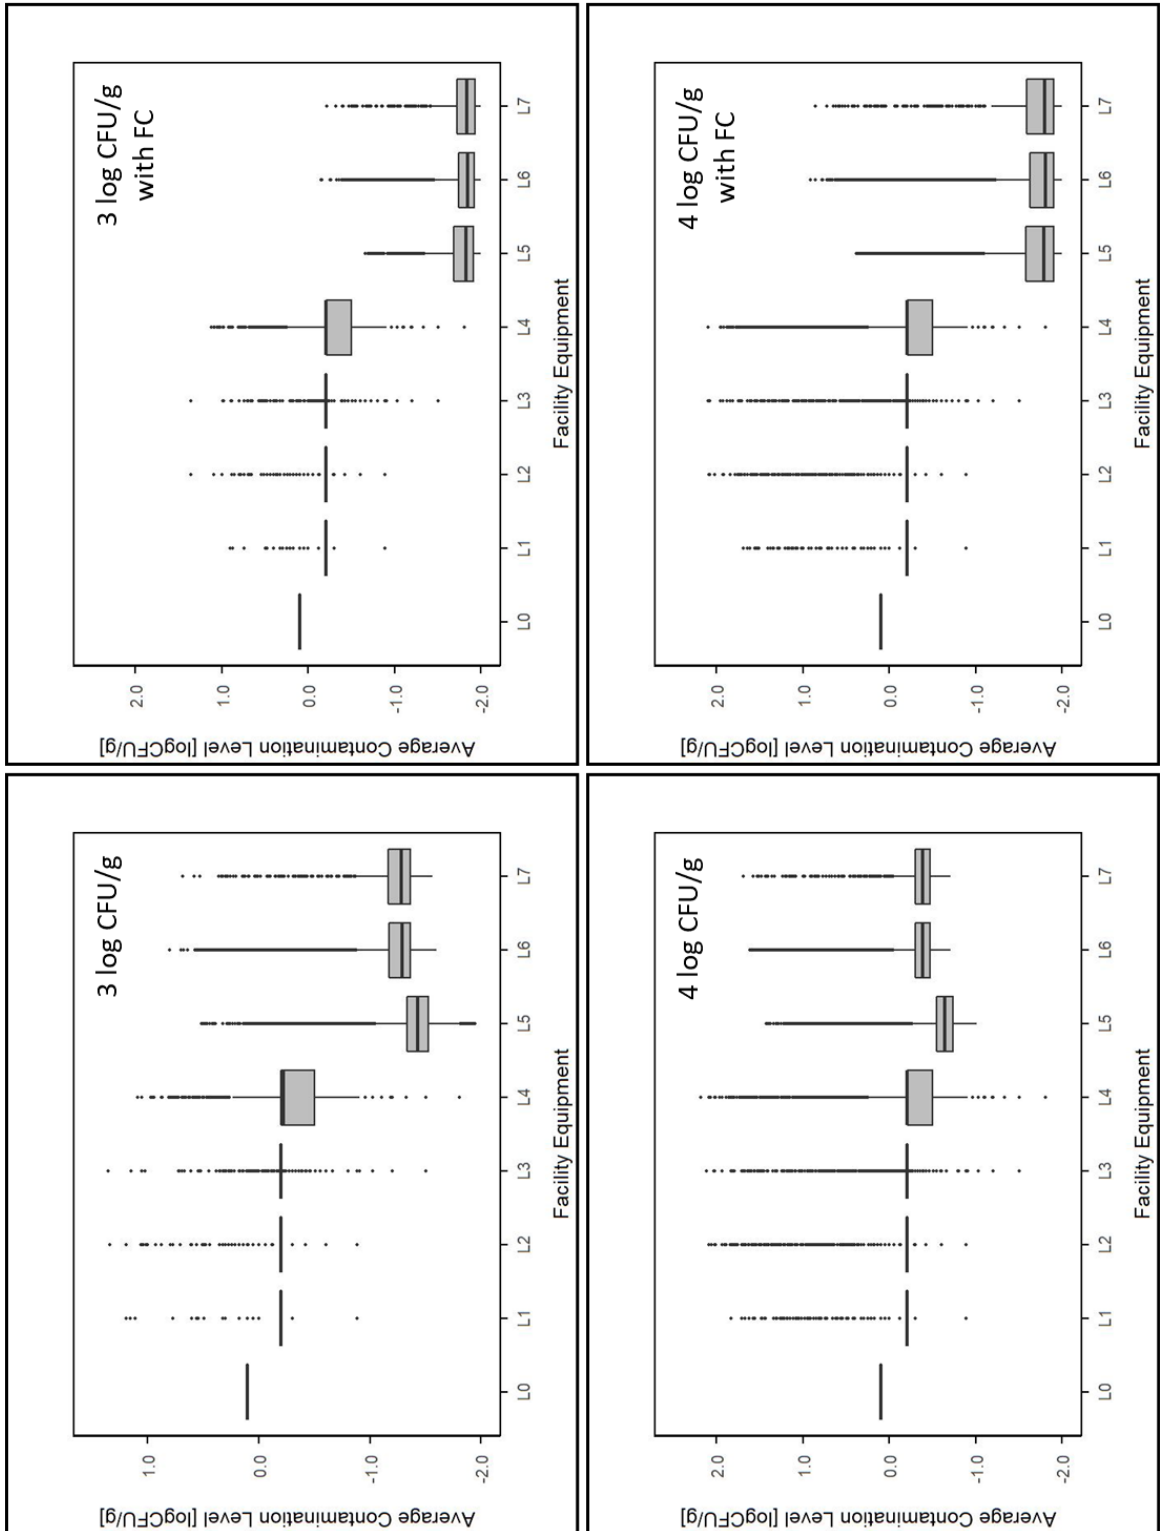 3 log CFU/g
Average Contamination Level [logCFU/g]
1.0
0.0
-1.0
-2.0
L0 L1 L2 L3 L4 L5 L6 L7
Facility Equipment
3 log CFU/g
with FC
Average Contamination Level [logCFU/g]
2.0
1.0
0.0
-1.0
-2.0
L0 L1 L2 L3 L4 L5 L6 L7
Facility Equipment
4 log CFU/g
Average Contamination Level [logCFU/g]
2.0
1.0
0.0
-1.0
-2.0
L0 L1 L2 L3 L4 L5 L6 L7
Facility Equipment
4 log CFU/g
with FC
Average Contamination Level [logCFU/g]
2.0
1.0
0.0
-1.0
-2.0
L0 L1 L2 L3 L4 L5 L6 L7
Facility Equipment